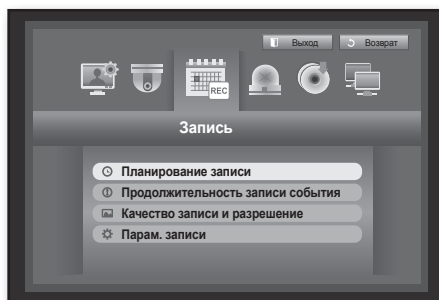 Выход
Возврат
REC
Запись
Планирование записи
Продолжительность записи события
Качество записи и разрешение
Парам. записи